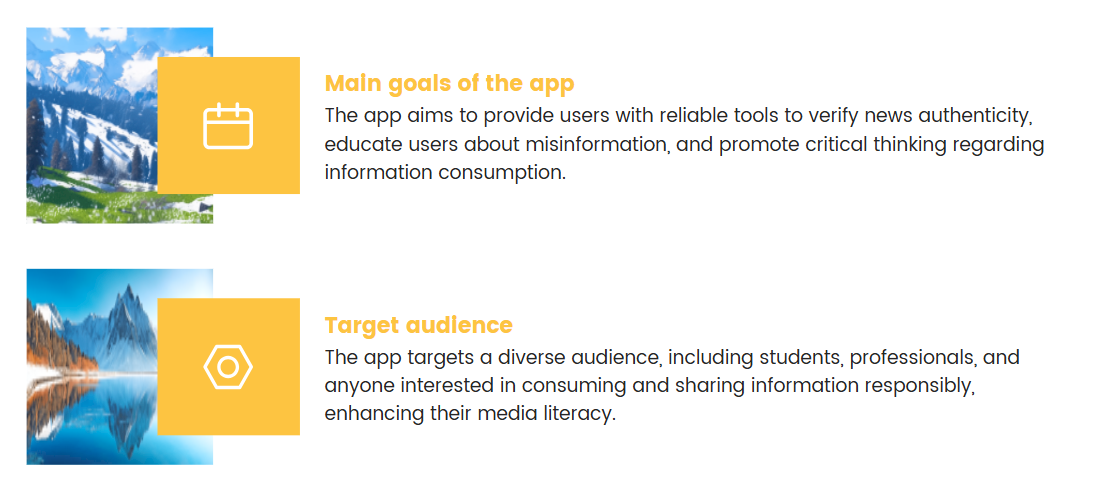 Main goals of the app
The app aims to provide users with reliable tools to verify news authenticity,
educate users about misinformation, and promote critical thinking regarding
information consumption.
Target audience
The app targets a diverse audience, including students, professionals, and
anyone interested in consuming and sharing information responsibly,
enhancing their media literacy.